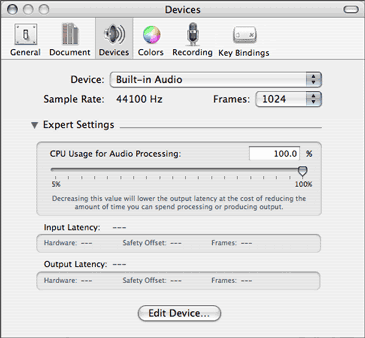 Devices
General Document Devices Colors Recording Key Bindings
Device: Built-in Audio
Sample Rate: 44100 Hz Frames: 1024
Expert Settings
CPU Usage for Audio Processing: 100.0 %
5% 100%
Decreasing this value will lower the output latency at the cost of reducing the
amount of time you can spend processing or producing output.
Input Latency: ---
Hardware: --- Safety Offset: --- Frames: ---
Output Latency: ---
Hardware: --- Safety Offset: --- Frames: ---
Edit Device...